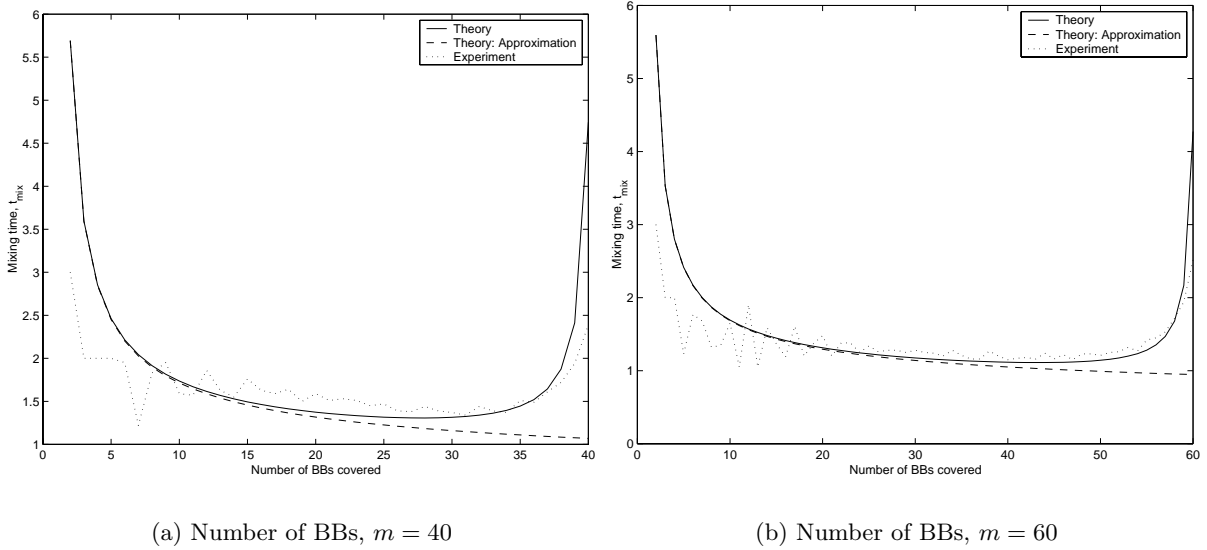 6
5.5
5
4.5
4
3.5
3
2.5
2
1.5
1
Mixing time, t_mix
0 5 10 15 20 25 30 35 40
Number of BBs covered
Theory
Theory: Approximation
Experiment
(a) Number of BBs, m = 40
6
5
4
3
2
1
0
Mixing time, t_mix
0 10 20 30 40 50 60
Number of BBs covered
Theory
Theory: Approximation
Experiment
(b) Number of BBs, m = 60